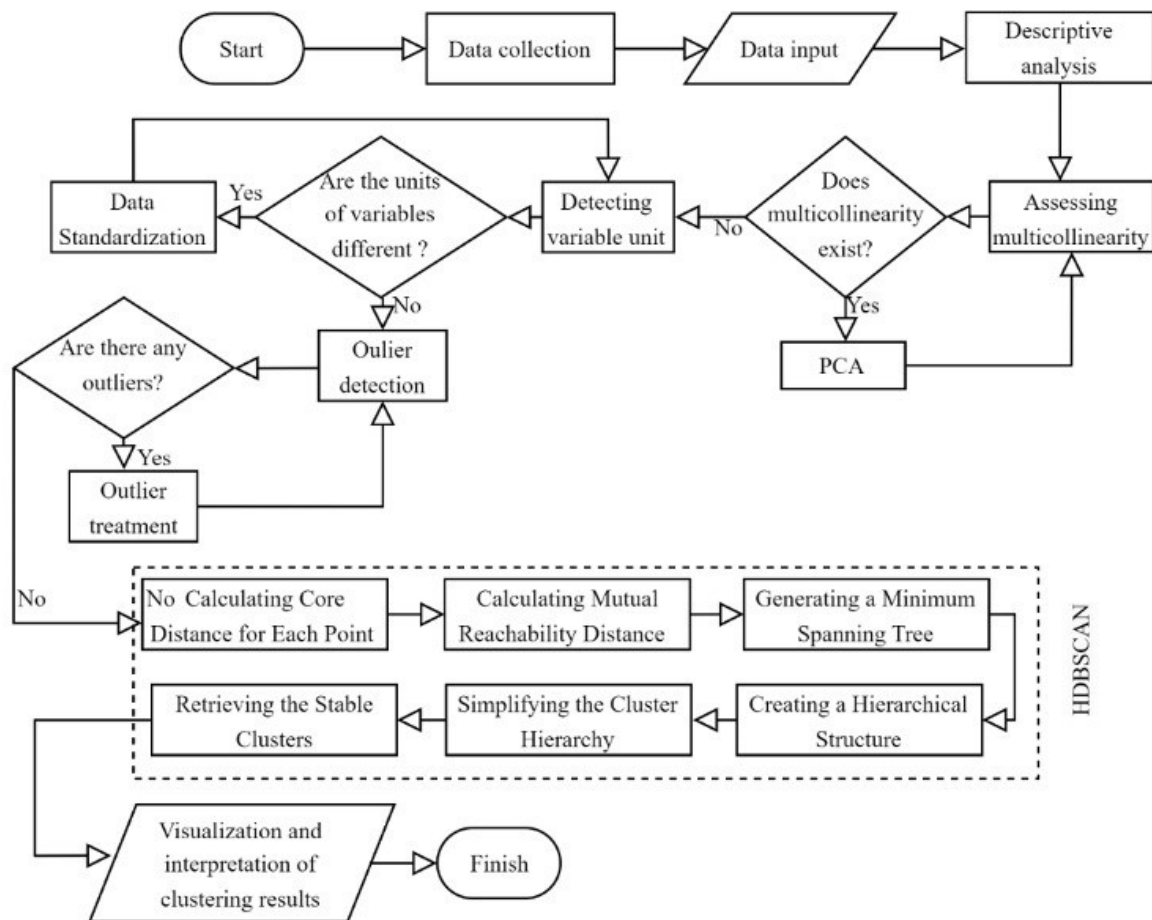 Start
Data collection
Data input
Descriptive
analysis
Assessing
multicollinearity
Does
multicollinearity
exist?
No
Yes
PCA
Detecting
variable unit
Are the units
of variables
different ?
Yes
Data
Standardization
No
Oulier
detection
Are there any
outliers?
Yes
Outlier
treatment
No
No Calculating Core
Distance for Each Point
Calculating Mutual
Reachability Distance
Generating a Minimum
Spanning Tree
Creating a Hierarchical
Structure
Simplifying the Cluster
Hierarchy
Retrieving the Stable
Clusters
HDBSCAN
Visualization and
interpretation of
clustering results
Finish